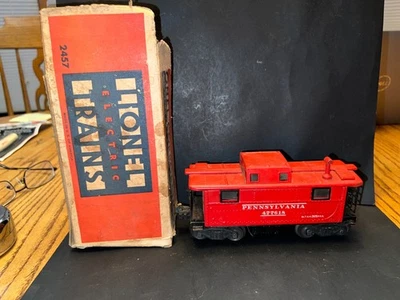 2457
LIONEL
ELECTRIC
TRAINS
PENNSYLVANIA
477618